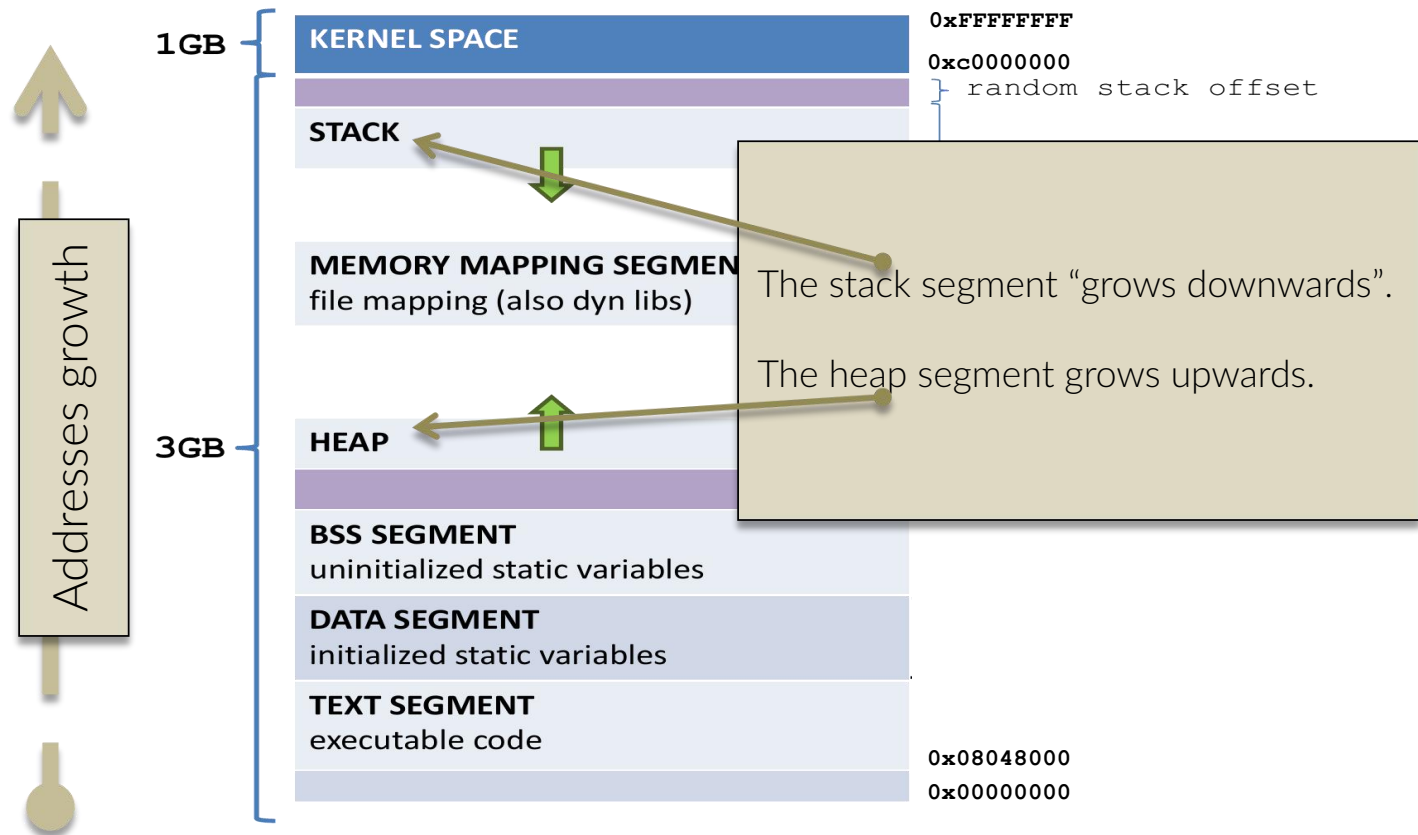 0xFFFFFFFF
1GB
KERNEL SPACE
0xc0000000
random stack offset
STACK
The stack segment “grows downwards”.
MEMORY MAPPING SEGMEN
file mapping (also dyn libs)
The heap segment grows upwards.
Addresses growth
3GB
HEAP
BSS SEGMENT
uninitialized static variables
DATA SEGMENT
initialized static variables
TEXT SEGMENT
executable code
0x08048000
0x00000000